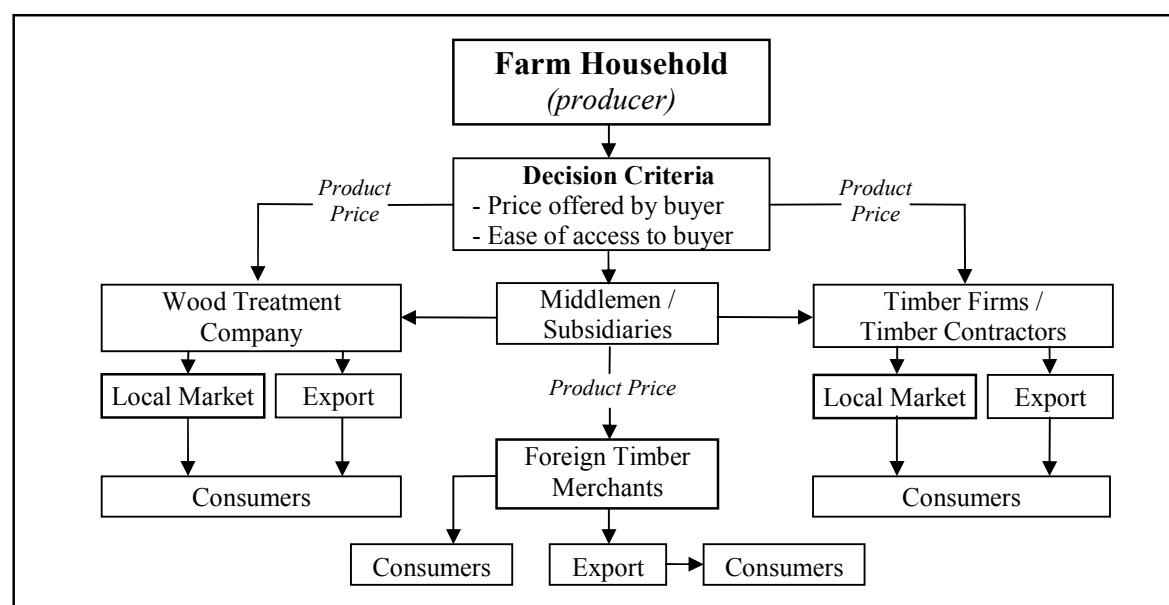 Farm Household
(producer)
Decision Criteria
- Price offered by buyer
- Ease of access to buyer
Product
Price
Product
Price
Wood Treatment
Company
Middlemen /
Subsidiaries
Timber Firms /
Timber Contractors
Local Market
Export
Product Price
Local Market
Export
Consumers
Foreign Timber
Merchants
Consumers
Consumers
Export
Consumers